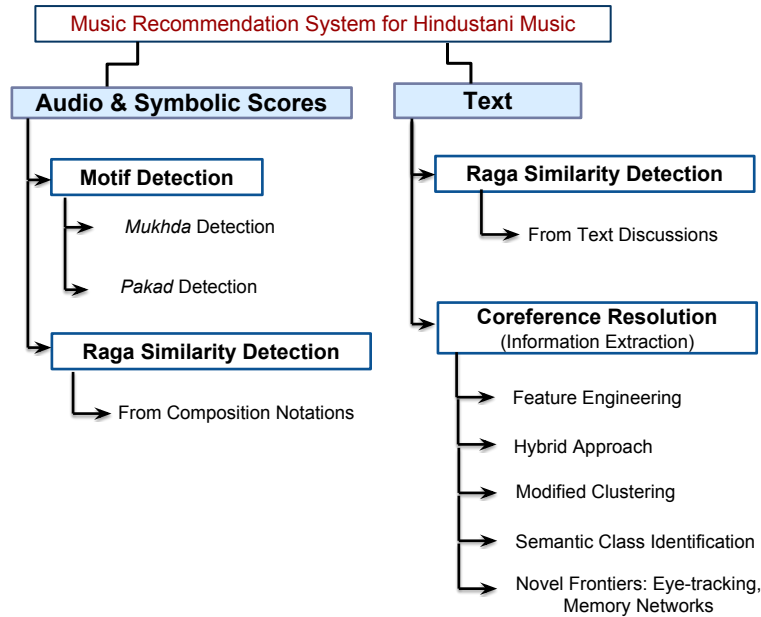 Music Recommendation System for Hindustani Music
Audio & Symbolic Scores
Motif Detection
Mukhda Detection
Pakad Detection
Raga Similarity Detection
From Composition Notations
Text
Raga Similarity Detection
From Text Discussions
Coreference Resolution
(Information Extraction)
Feature Engineering
Hybrid Approach
Modified Clustering
Semantic Class Identification
Novel Frontiers: Eye-tracking,
Memory Networks